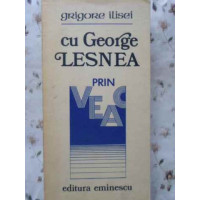 grigore ilisei
cu George
LESNEA
PRIN
VEAC
editura eminescu